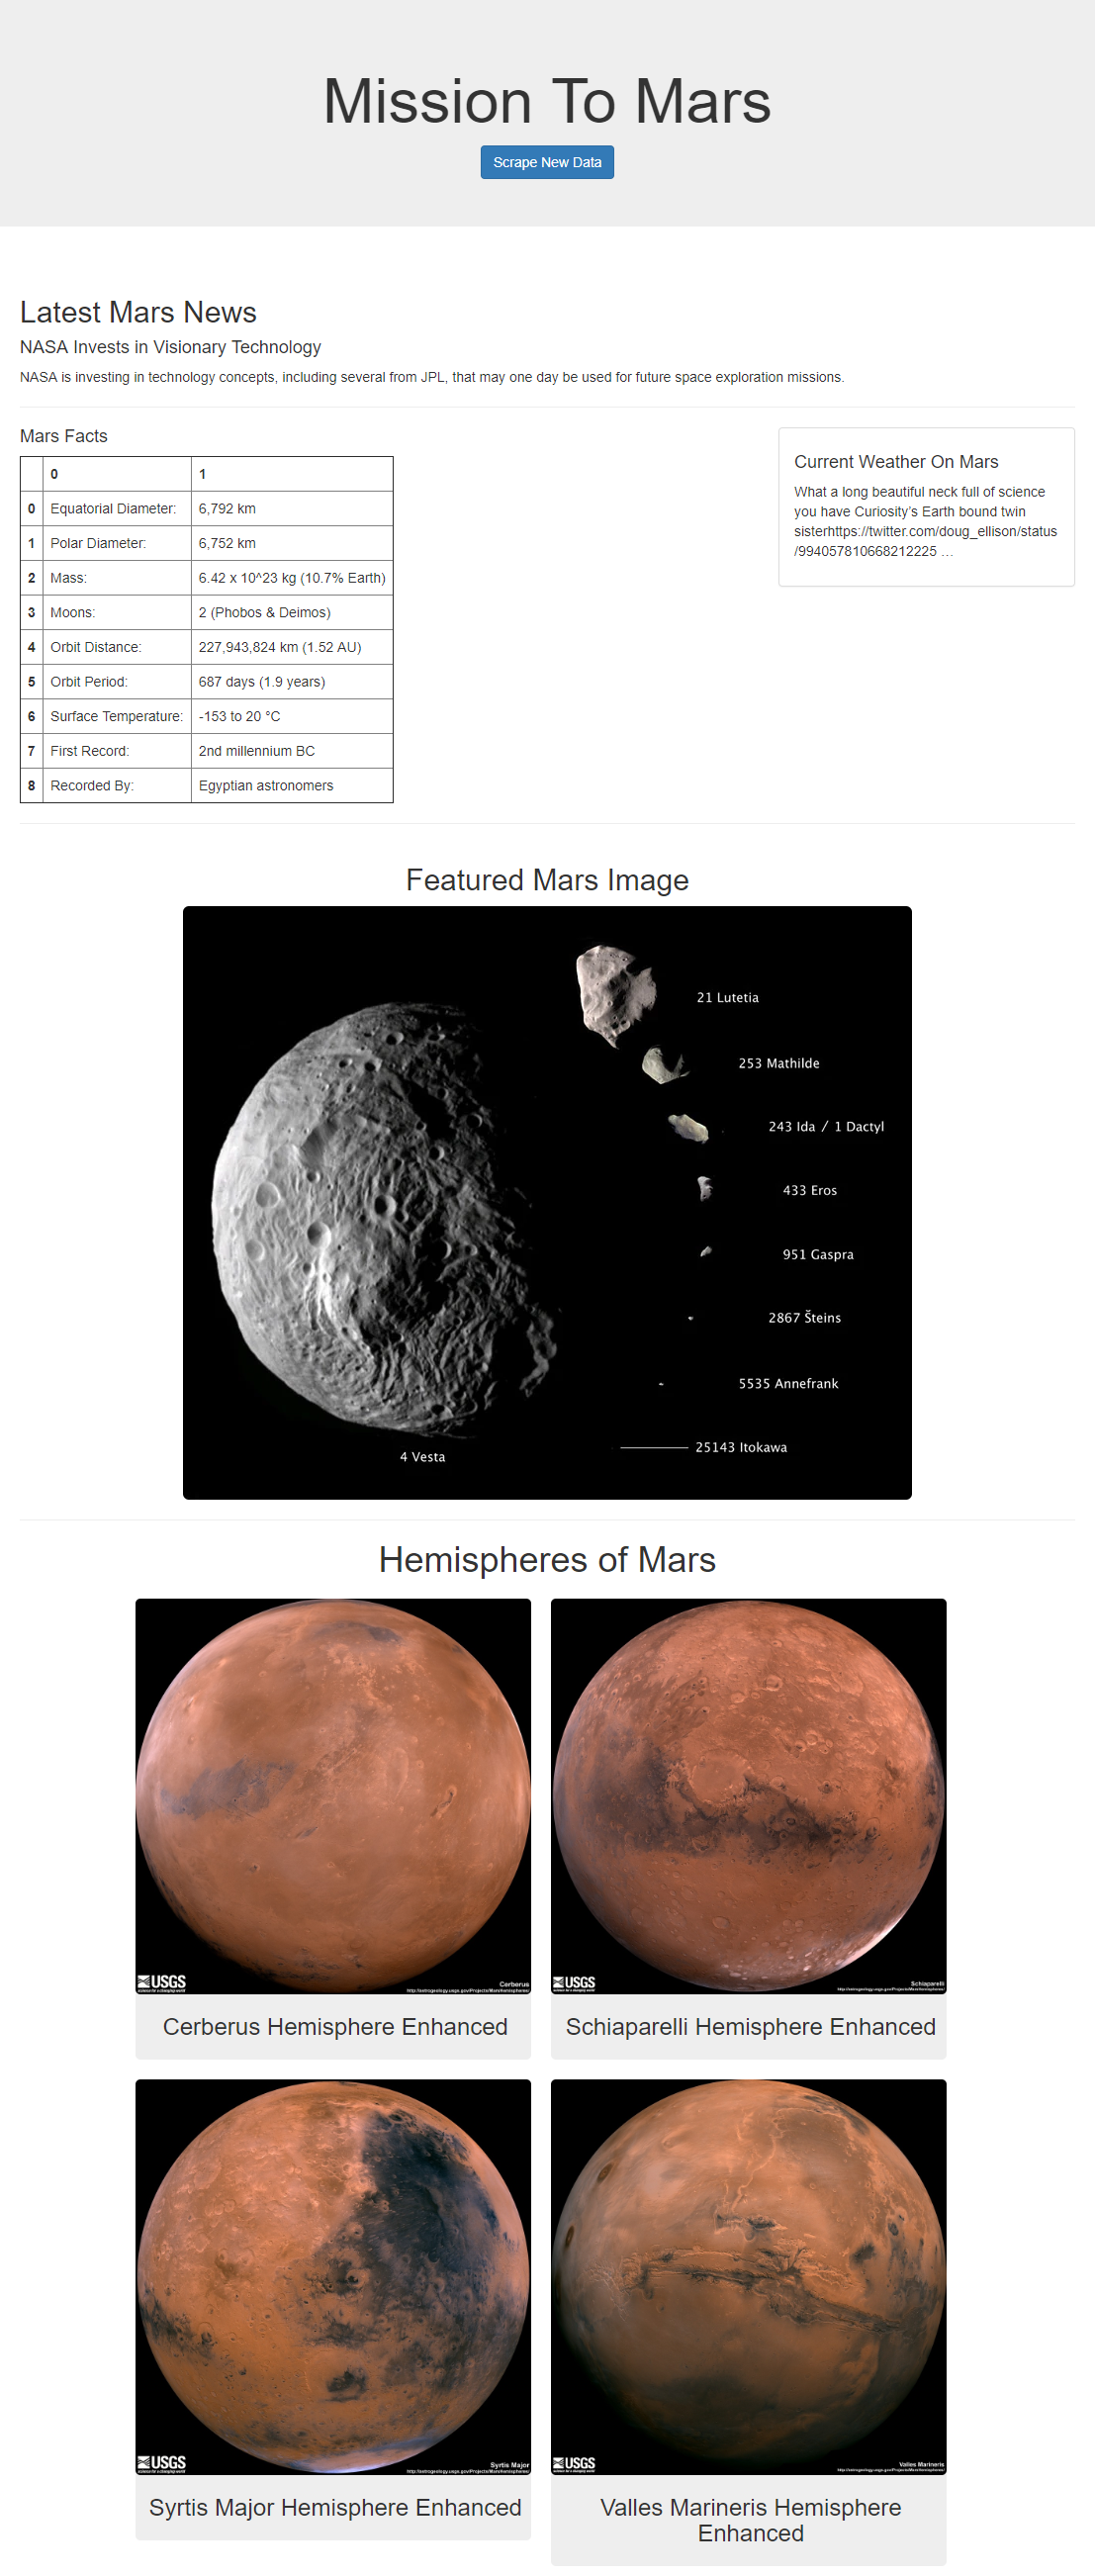 Mission To Mars
Scrape New Data
Latest Mars News
NASA Invests in Visionary Technology
NASA is investing in technology concepts, including several from JPL, that may one day be used for future space exploration missions.
Mars Facts
0 1
0 Equatorial Diameter: 6,792 km
1 Polar Diameter: 6,752 km
2 Mass: 6.42 x 10^23 kg (10.7% Earth)
3 Moons: 2 (Phobos & Deimos)
4 Orbit Distance: 227,943,824 km (1.52 AU)
5 Orbit Period: 687 days (1.9 years)
6 Surface Temperature: -153 to 20 °C
7 First Record: 2nd millennium BC
8 Recorded By: Egyptian astronomers
Current Weather On Mars
What a long beautiful neck full of science
you have Curiosity’s Earth bound twin
sisterhttps://twitter.com/doug_ellison/status
/994057810668212225 …
Featured Mars Image
21 Lutetia
253 Mathilde
243 Ida / 1 Dactyl
433 Eros
951 Gaspra
2867 Šteins
5535 Annefrank
25143 Itokawa
4 Vesta
Hemispheres of Mars
USGS
Cerberus
USGS
Schiaparelli
Cerberus Hemisphere Enhanced
Schiaparelli Hemisphere Enhanced
USGS
Syrtis Major
USGS
Valles Marineris
Syrtis Major Hemisphere Enhanced
Valles Marineris Hemisphere
Enhanced